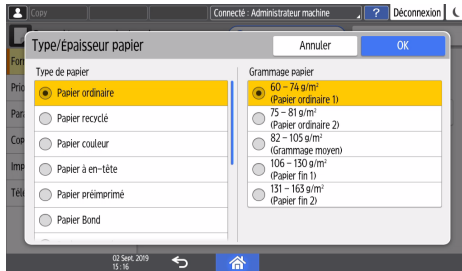 Copy
Connecté : Administrateur machine
?
Déconnexion
Type/Épaisseur papier
Annuler
OK
Type de papier
Papier ordinaire
Papier recyclé
Papier couleur
Papier à en-tête
Papier préimprimé
Papier Bond
Grammage papier
60 – 74 g/m²
(Papier ordinaire 1)
75 – 81 g/m²
(Papier ordinaire 2)
82 – 105 g/m²
(Grammage moyen)
106 – 130 g/m²
(Papier fin 1)
131 – 163 g/m²
(Papier fin 2)
02 Sept. 2019
15 : 16